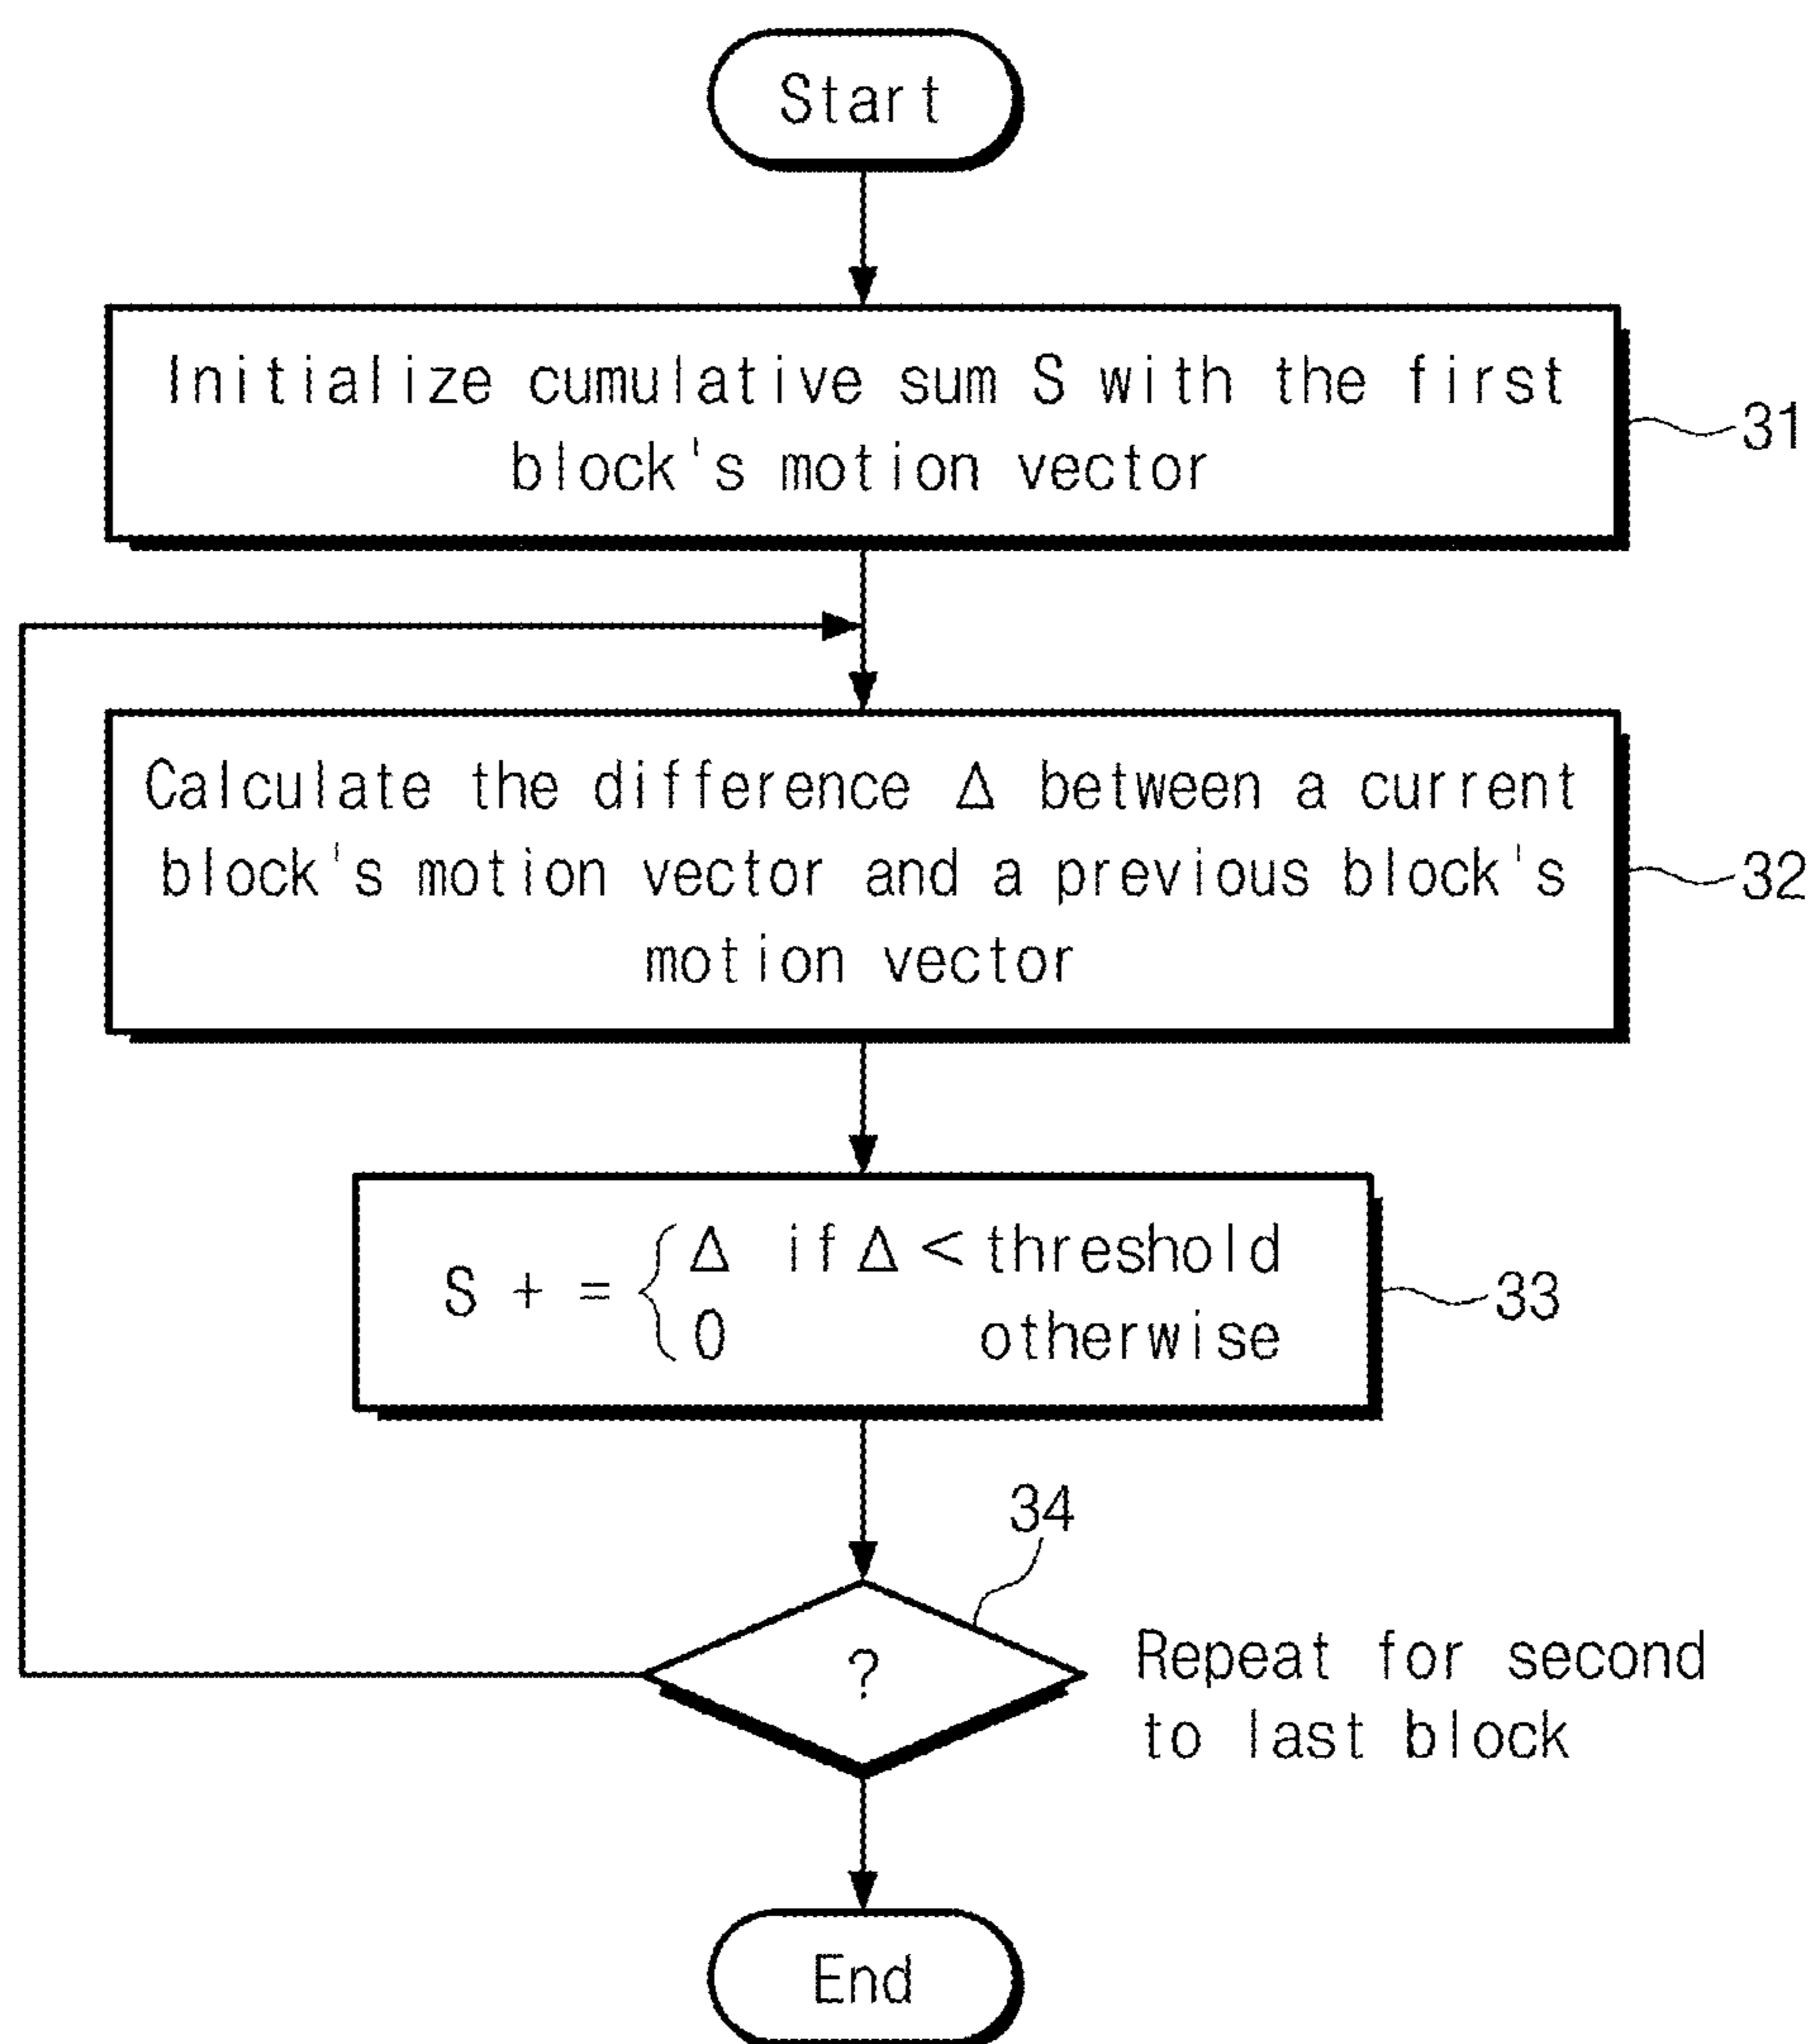 Start
Initialize cumulative sum S with the first
block's motion vector
31
Calculate the difference Δ between a current
block's motion vector and a previous block's
motion vector
32
S + = { Δ if Δ < threshold
0 otherwise
33
34
?
Repeat for second
to last block
End